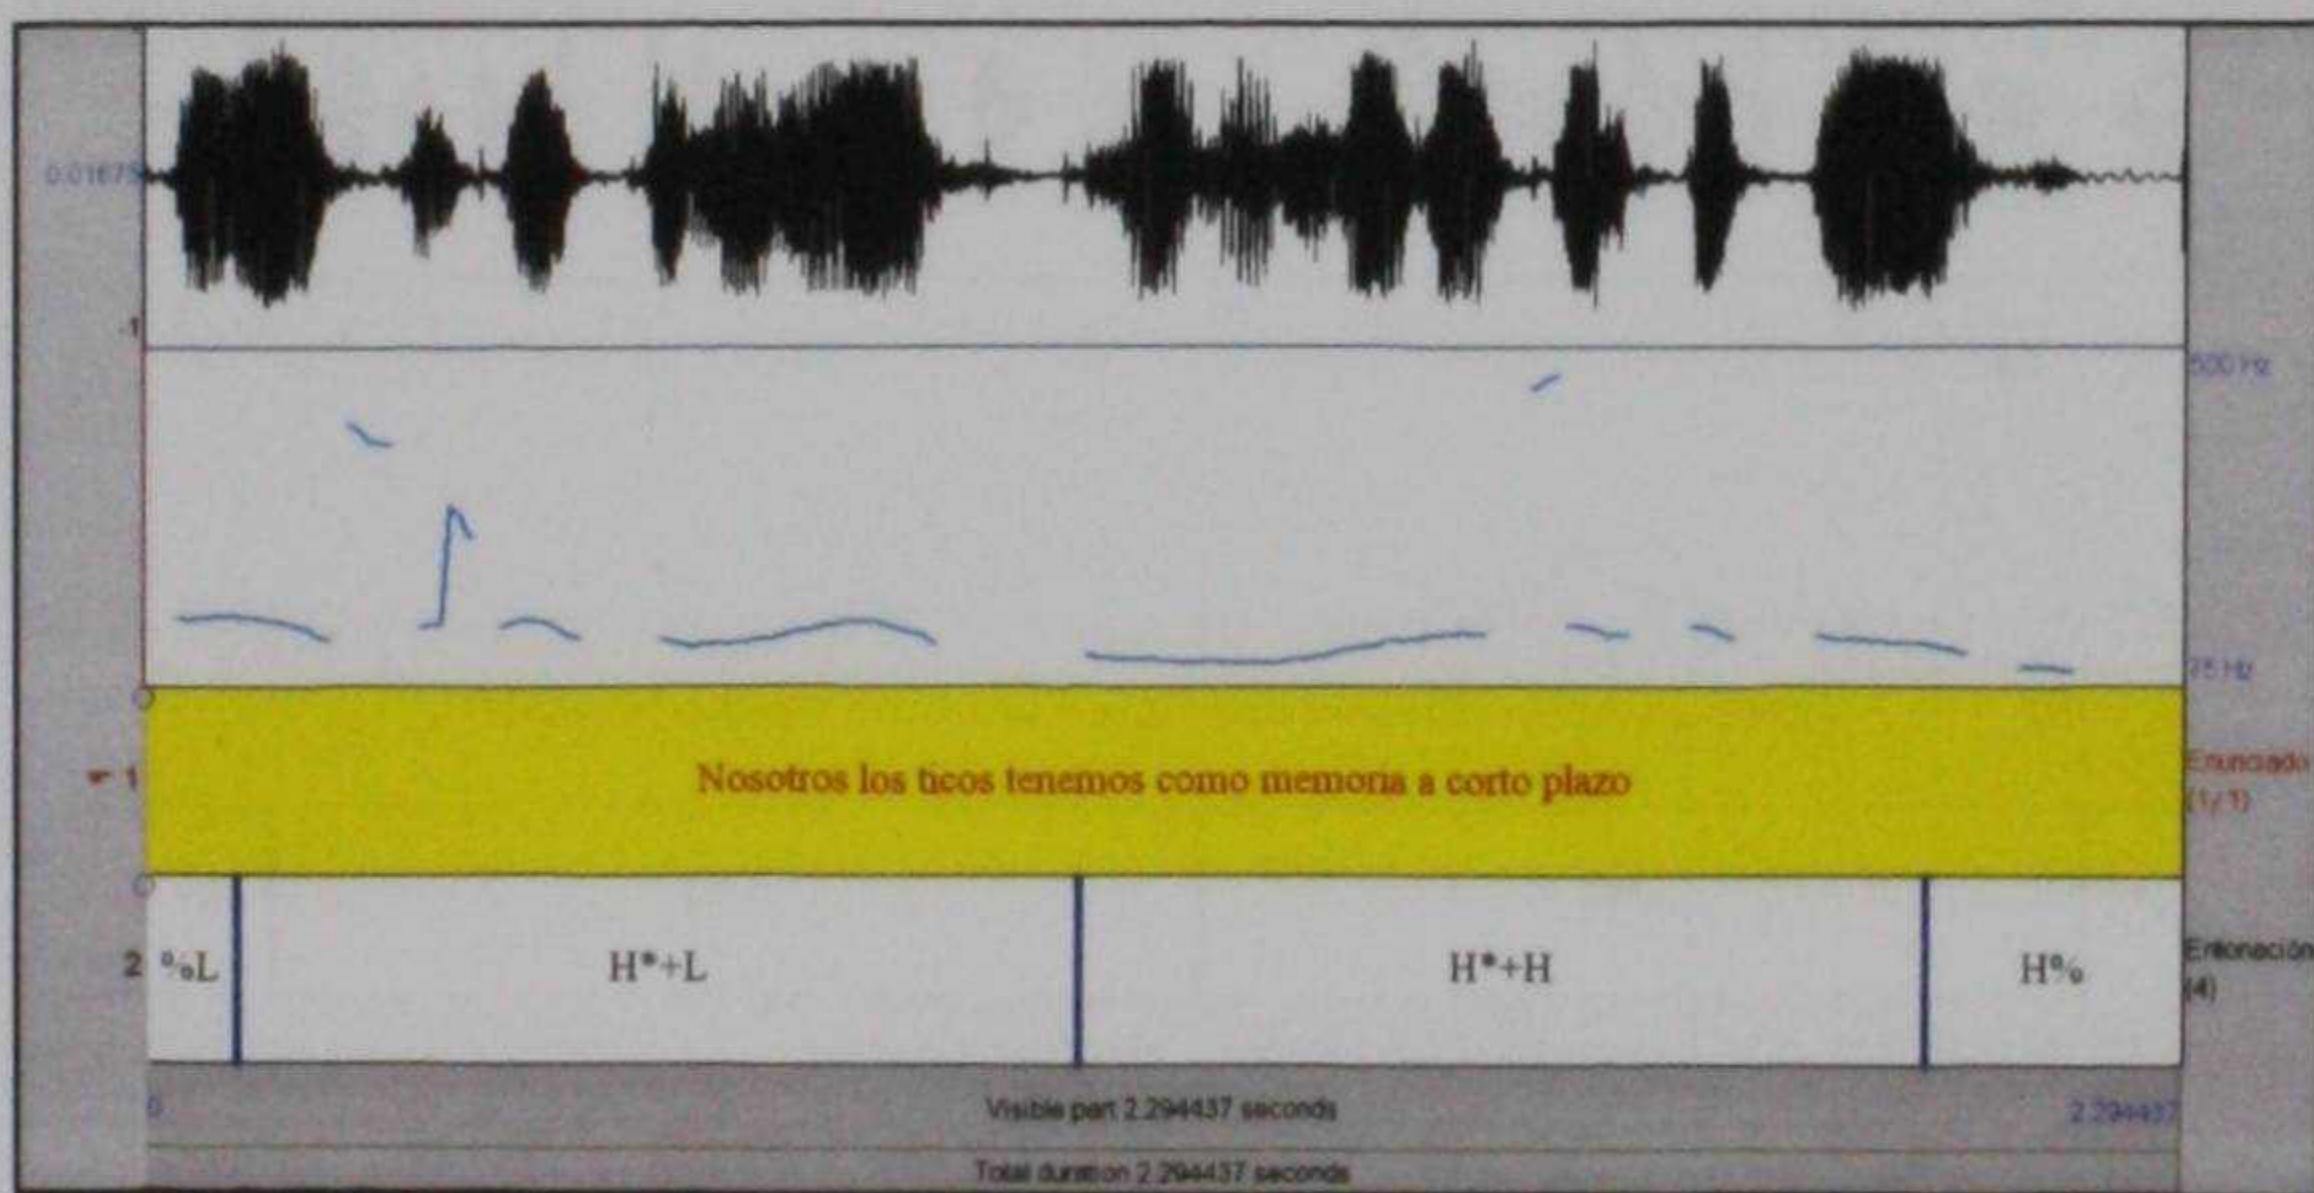 0.01675
-1
500 Hz
75 Hz
1
Nosotros los ticos tenemos como memoria a corto plazo
Enunciado
(1/1)
2
%L
H*+L
H*+H
H%
Entonación
(4)
0
Visible part 2.294437 seconds
2.294437
Total duration 2.294437 seconds